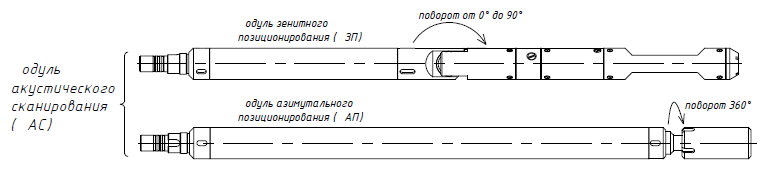 одуль зенитного
позиционирования ( ЗП)
поворот от 0° до 90°
одуль
акустического
сканирования
( АС)
одуль азимутального
позиционирования ( АП)
поворот 360°